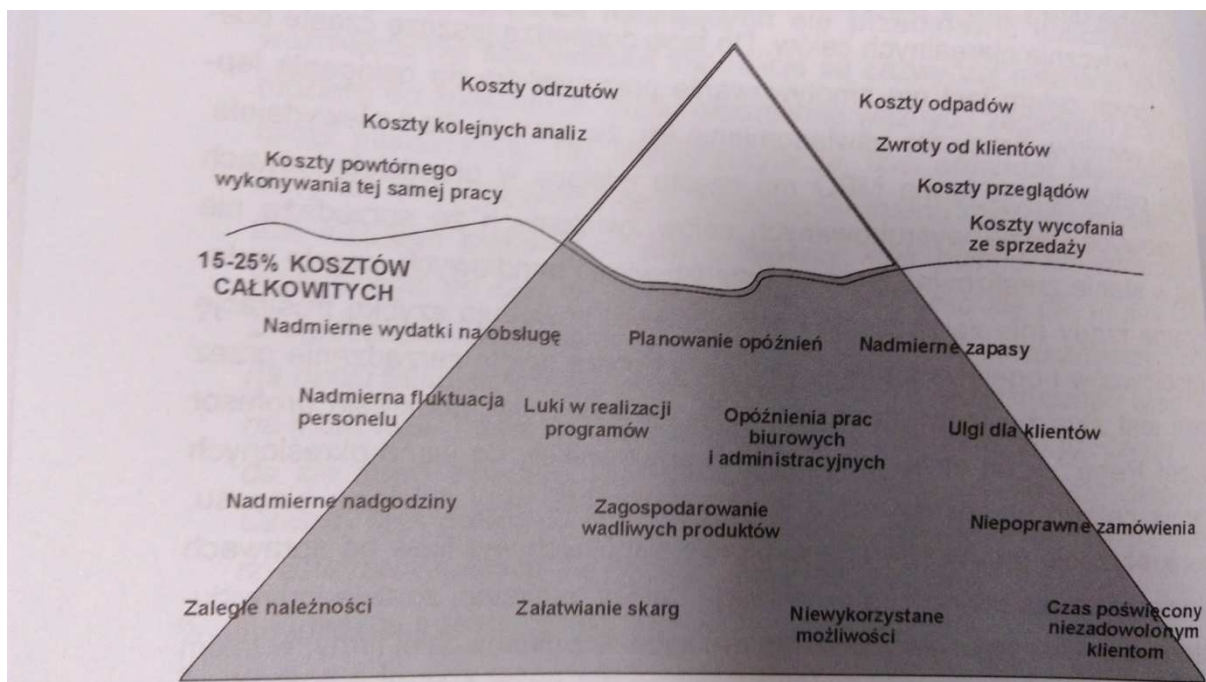 Koszty odrzutów
Koszty kolejnych analiz
Koszty powtórnego
wykonywania tej samej pracy
Koszty odpadów
Zwroty od klientów
Koszty przeglądów
Koszty wycofania
ze sprzedaży
15-25% KOSZTÓW
CAŁKOWITYCH
Nadmierne wydatki na obsługę
Planowanie opóźnień
Nadmierne zapasy
Nadmierna fluktuacja
personelu
Luki w realizacji
programów
Opóźnienia prac
biurowych
i administracyjnych
Ulgi dla klientów
Nadmierne nadgodziny
Zagospodarowanie
wadliwych produktów
Niepoprawne zamówienia
Zaległe należności
Załatwianie skarg
Niewykorzystane
możliwości
Czas poświęcony
niezadowolonym
klientom